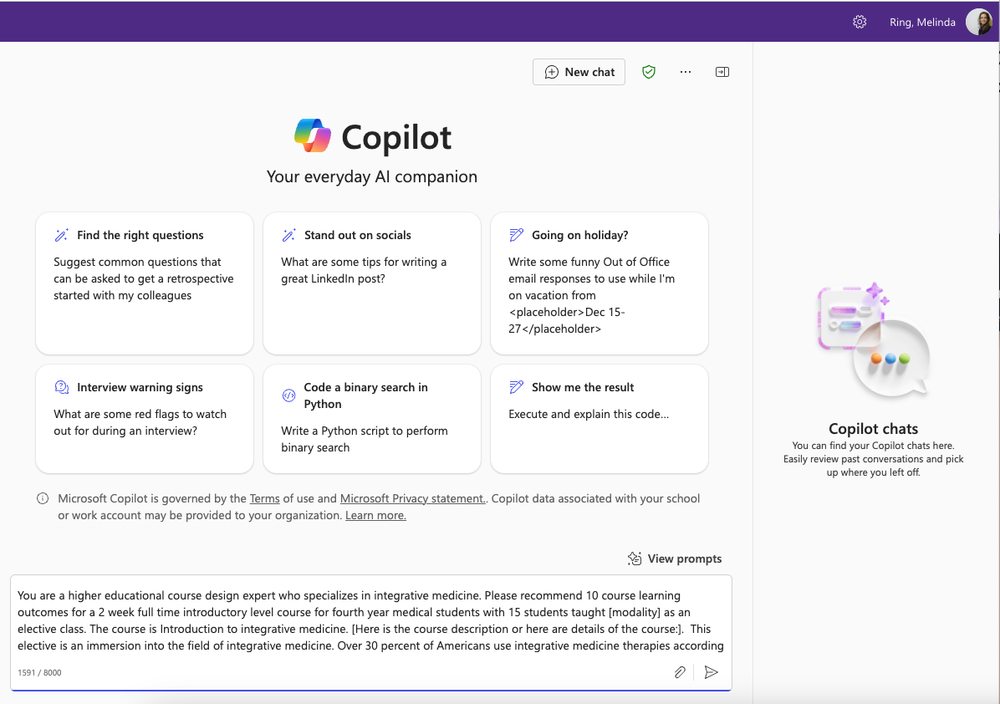 Ring, Melinda
New chat
Copilot
Your everyday AI companion
Find the right questions
Suggest common questions that
can be asked to get a retrospective
started with my colleagues
Stand out on socials
What are some tips for writing a
great LinkedIn post?
Going on holiday?
Write some funny Out of Office
email responses to use while I'm
on vacation from
<placeholder>Dec 15-
27</placeholder>
Interview warning signs
What are some red flags to watch
out for during an interview?
Code a binary search in
Python
Write a Python script to perform
binary search
Show me the result
Execute and explain this code...
Microsoft Copilot is governed by the Terms of use and Microsoft Privacy statement.. Copilot data associated with your school
or work account may be provided to your organization. Learn more.
View prompts
You are a higher educational course design expert who specializes in integrative medicine. Please recommend 10 course learning
outcomes for a 2 week full time introductory level course for fourth year medical students with 15 students taught [modality] as an
elective class. The course is Introduction to integrative medicine. [Here is the course description or here are details of the course:].  This
elective is an immersion into the field of integrative medicine. Over 30 percent of Americans use integrative medicine therapies according
1591 / 8000
Copilot chats
You can find your Copilot chats here.
Easily review past conversations and pick
up where you left off.